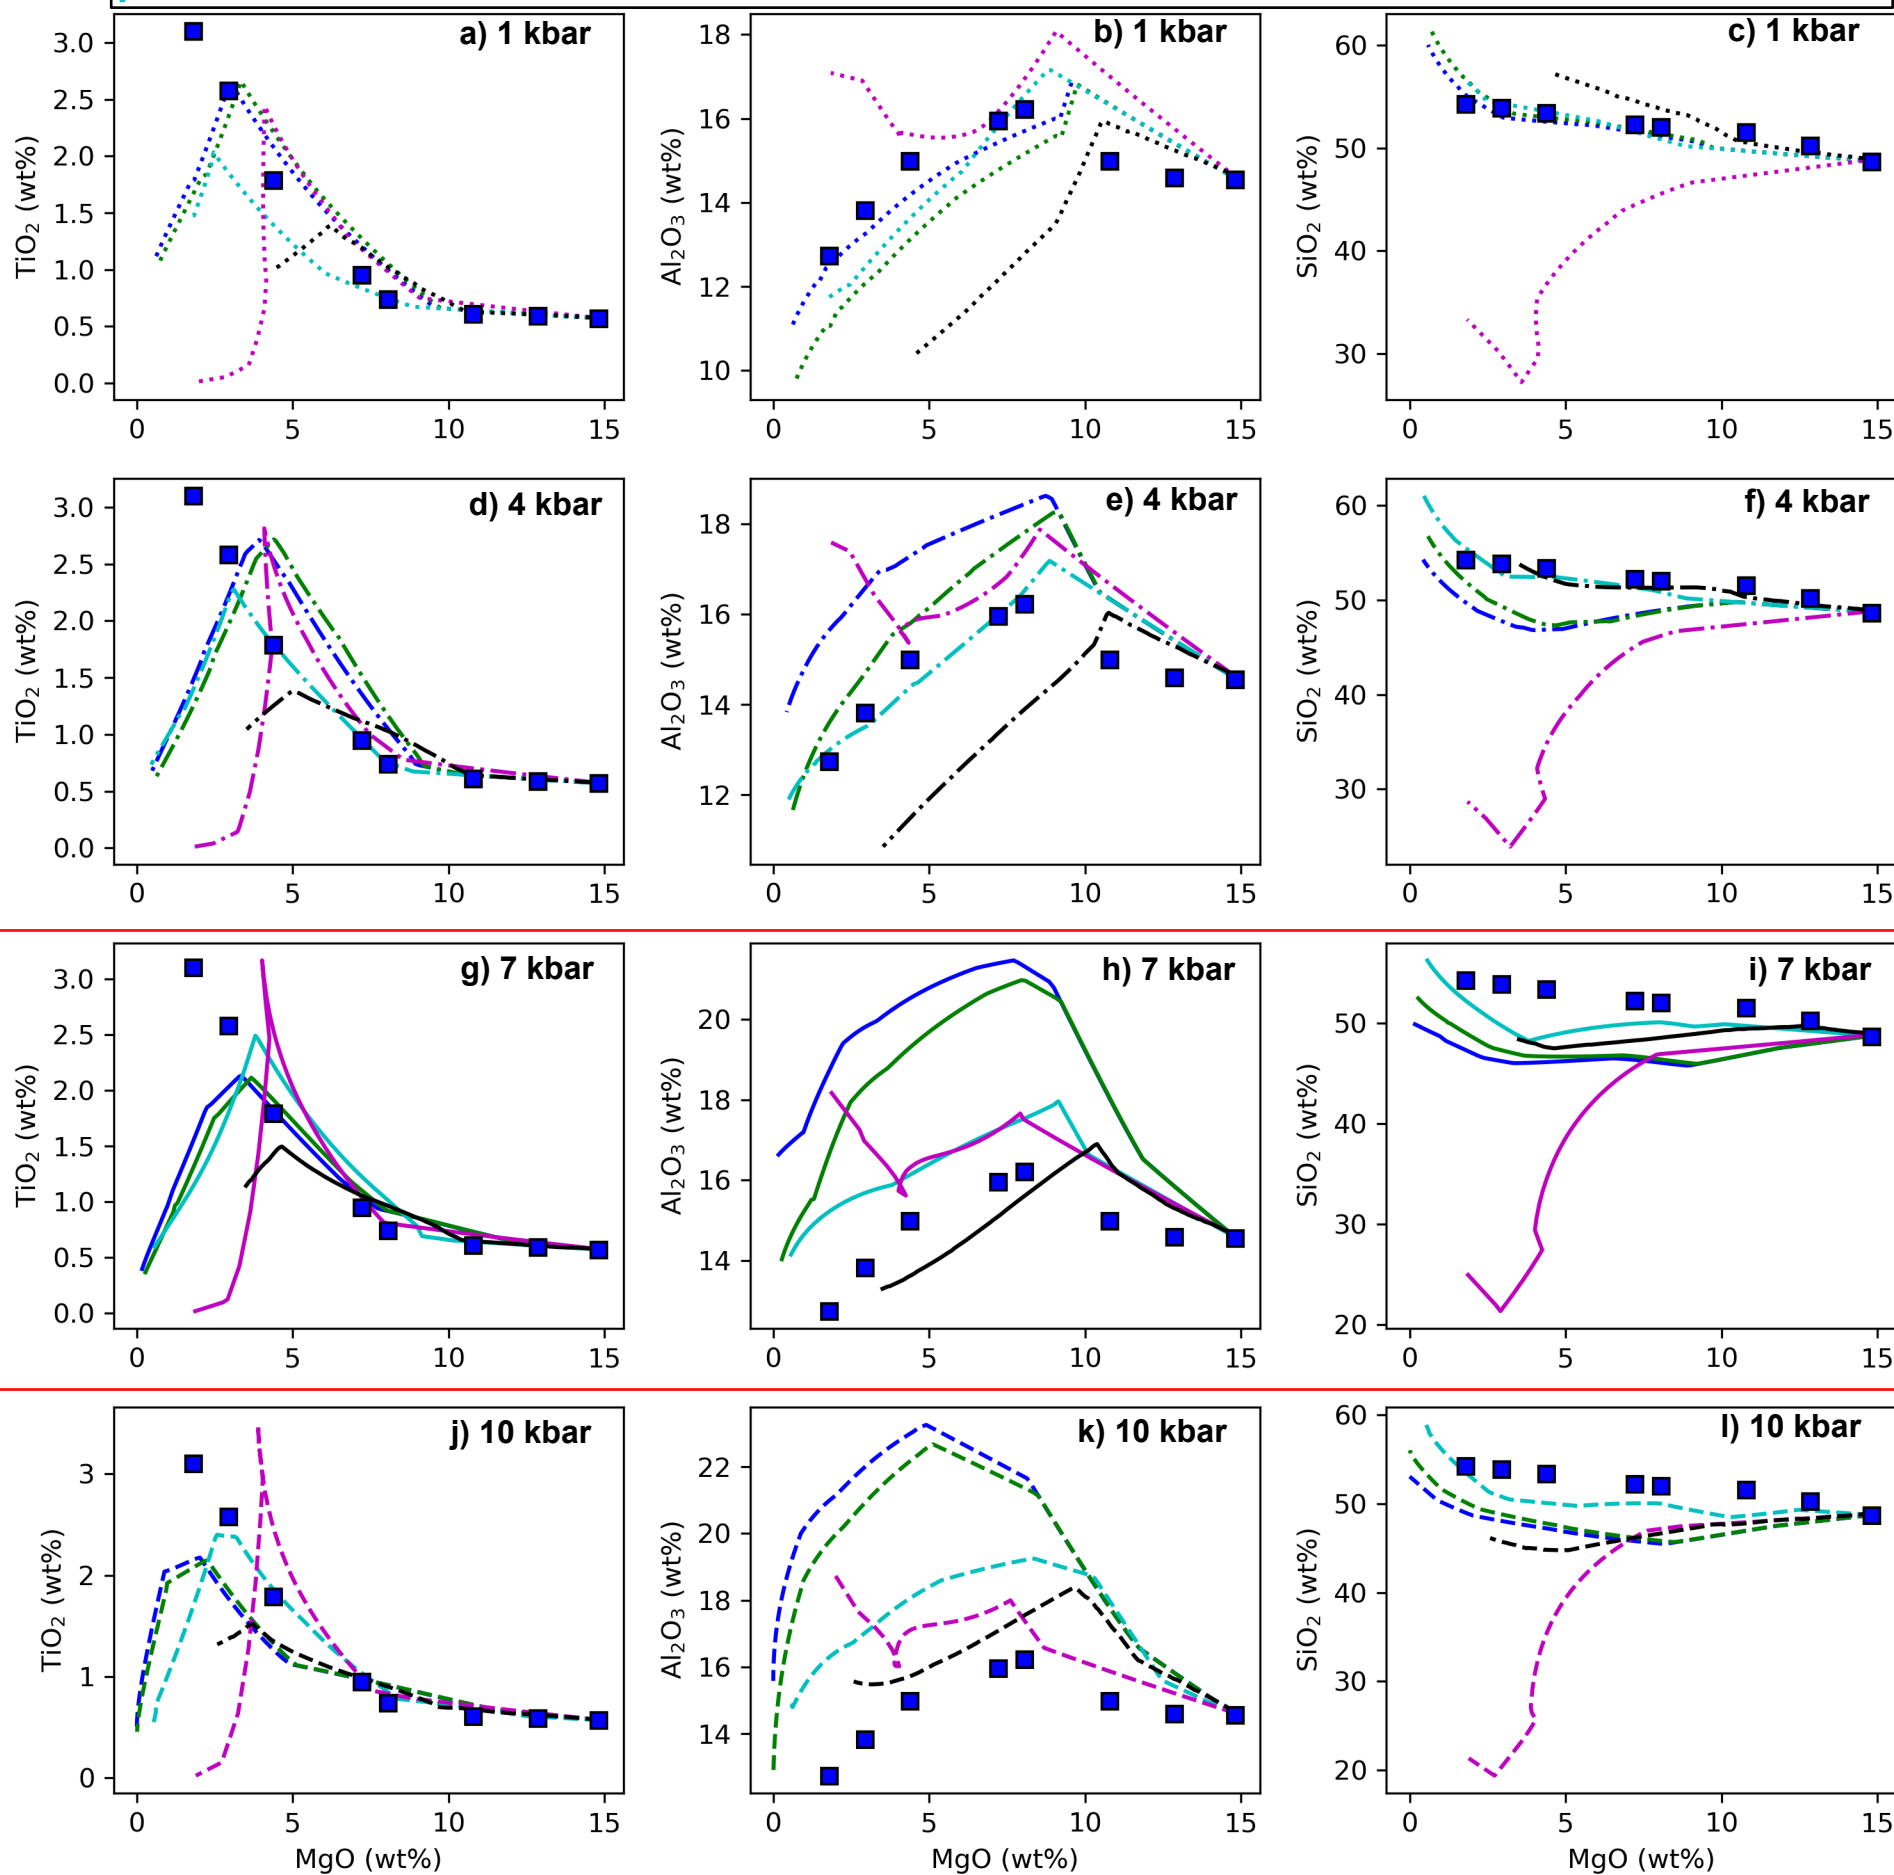 a) 1 kbar
TiO2 (wt%)
3.0
2.5
2.0
1.5
1.0
0.5
0.0
0 5 10 15
b) 1 kbar
Al2O3 (wt%)
18
16
14
12
10
0 5 10 15
c) 1 kbar
SiO2 (wt%)
60
50
40
30
0 5 10 15
d) 4 kbar
TiO2 (wt%)
3.0
2.5
2.0
1.5
1.0
0.5
0.0
0 5 10 15
e) 4 kbar
Al2O3 (wt%)
18
16
14
12
0 5 10 15
f) 4 kbar
SiO2 (wt%)
60
50
40
30
0 5 10 15
g) 7 kbar
TiO2 (wt%)
3.0
2.5
2.0
1.5
1.0
0.5
0.0
0 5 10 15
h) 7 kbar
Al2O3 (wt%)
20
18
16
14
0 5 10 15
i) 7 kbar
SiO2 (wt%)
50
40
30
20
0 5 10 15
j) 10 kbar
TiO2 (wt%)
3
2
1
0
0 5 10 15
MgO (wt%)
k) 10 kbar
Al2O3 (wt%)
22
20
18
16
14
0 5 10 15
MgO (wt%)
l) 10 kbar
SiO2 (wt%)
60
50
40
30
20
0 5 10 15
MgO (wt%)